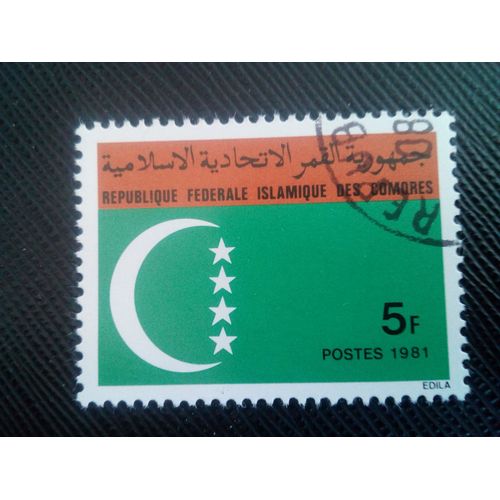 جمهورية القمر الاتحادية الاسلامية
REPUBLIQUE FEDERALE ISLAMIQUE DES COMORES
5F
POSTES 1981
EDILA